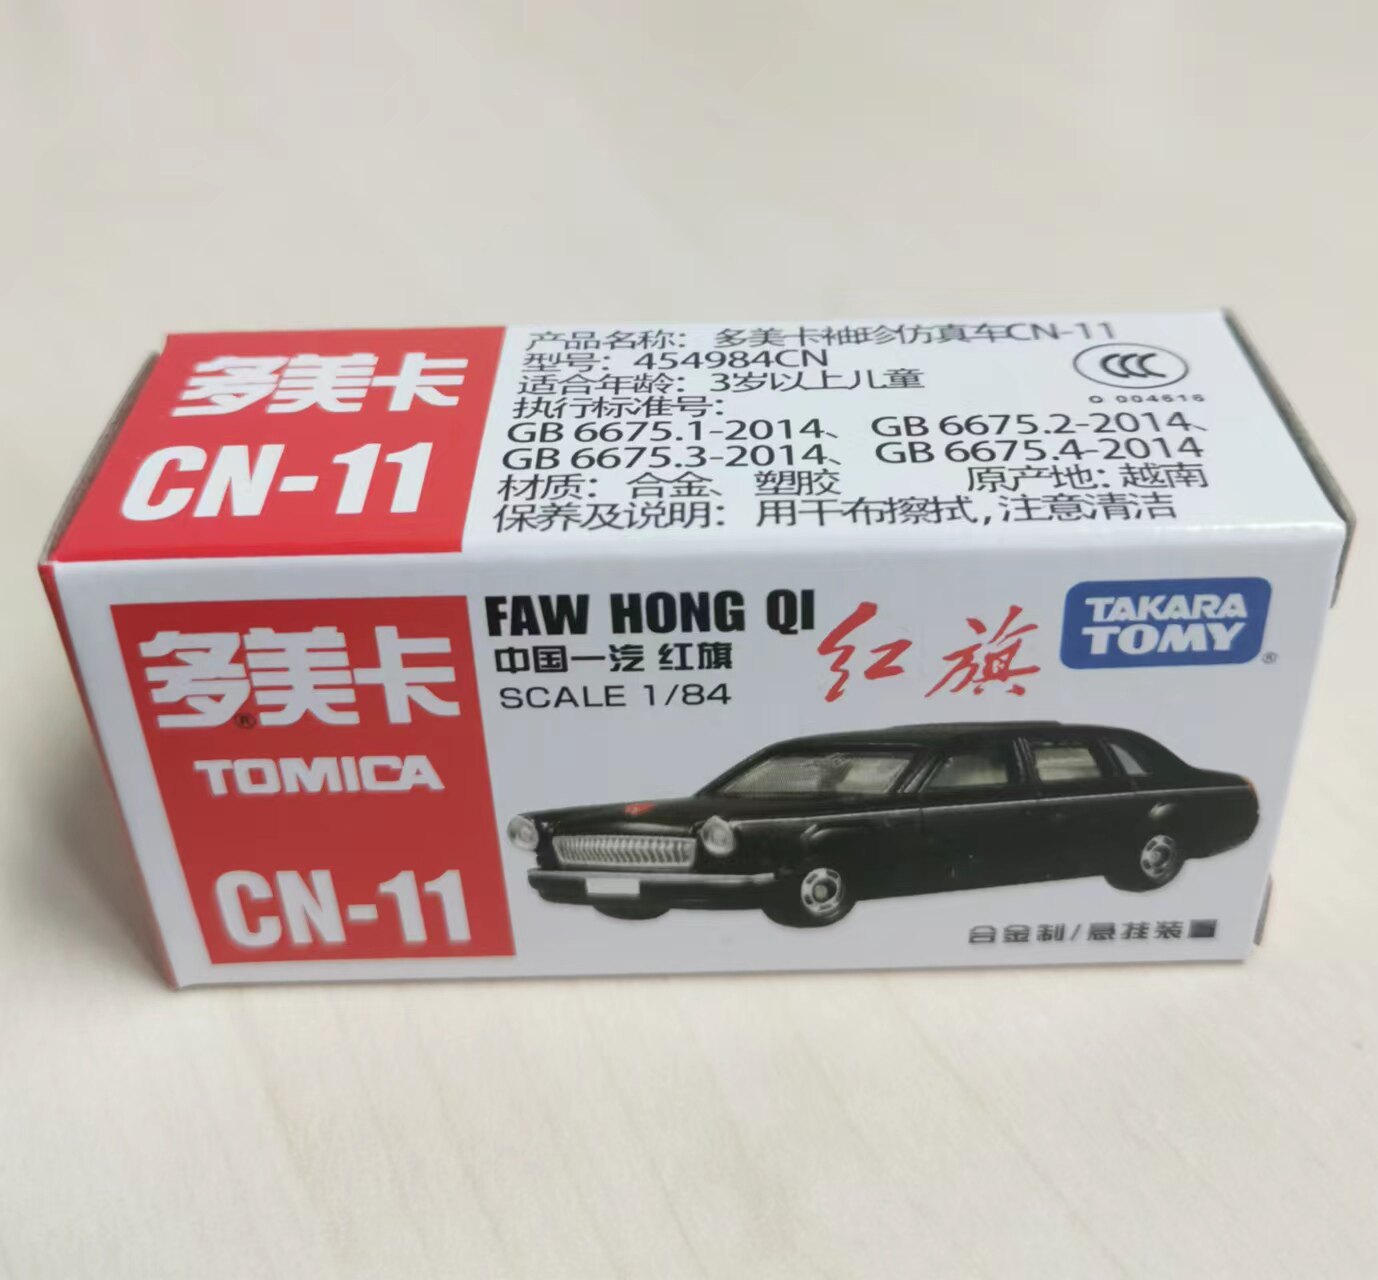 多美卡
CN-11
产品名称：多美卡袖珍仿真车CN-11
型号：454984CN
适合年龄：3岁以上儿童
执行标准号：
GB 6675.1-2014、 GB 6675.2-2014、
GB 6675.3-2014、 GB 6675.4-2014
材质：合金、塑胶 原产地：越南
保养及说明：用干布擦拭，注意清洁
CCC
004616
多美卡®
TOMICA
CN-11
FAW HONG QI
中国一汽 红旗
SCALE 1/84
红旗
TAKARA
TOMY®
合金制/悬挂装置